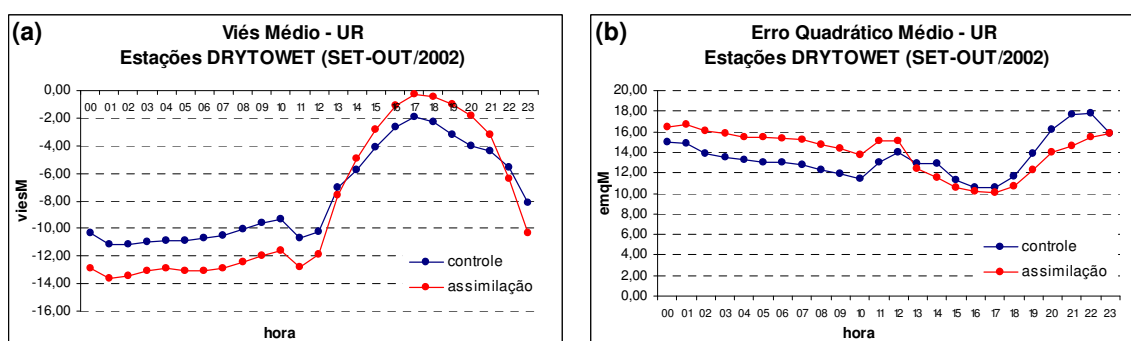 (a)
Viés Médio - UR
Estações DRYTOWET (SET-OUT/2002)
0,00
-2,00
-4,00
-6,00
-8,00
-10,00
-12,00
-14,00
-16,00
viesM
00 01 02 03 04 05 06 07 08 09 10 11 12 13 14 15 16 17 18 19 20 21 22 23
controle
assimilação
hora
(b)
Erro Quadrático Médio - UR
Estações DRYTOWET (SET-OUT/2002)
20,00
18,00
16,00
14,00
12,00
10,00
8,00
6,00
4,00
2,00
0,00
emqM
controle
assimilação
00 01 02 03 04 05 06 07 08 09 10 11 12 13 14 15 16 17 18 19 20 21 22 23
hora